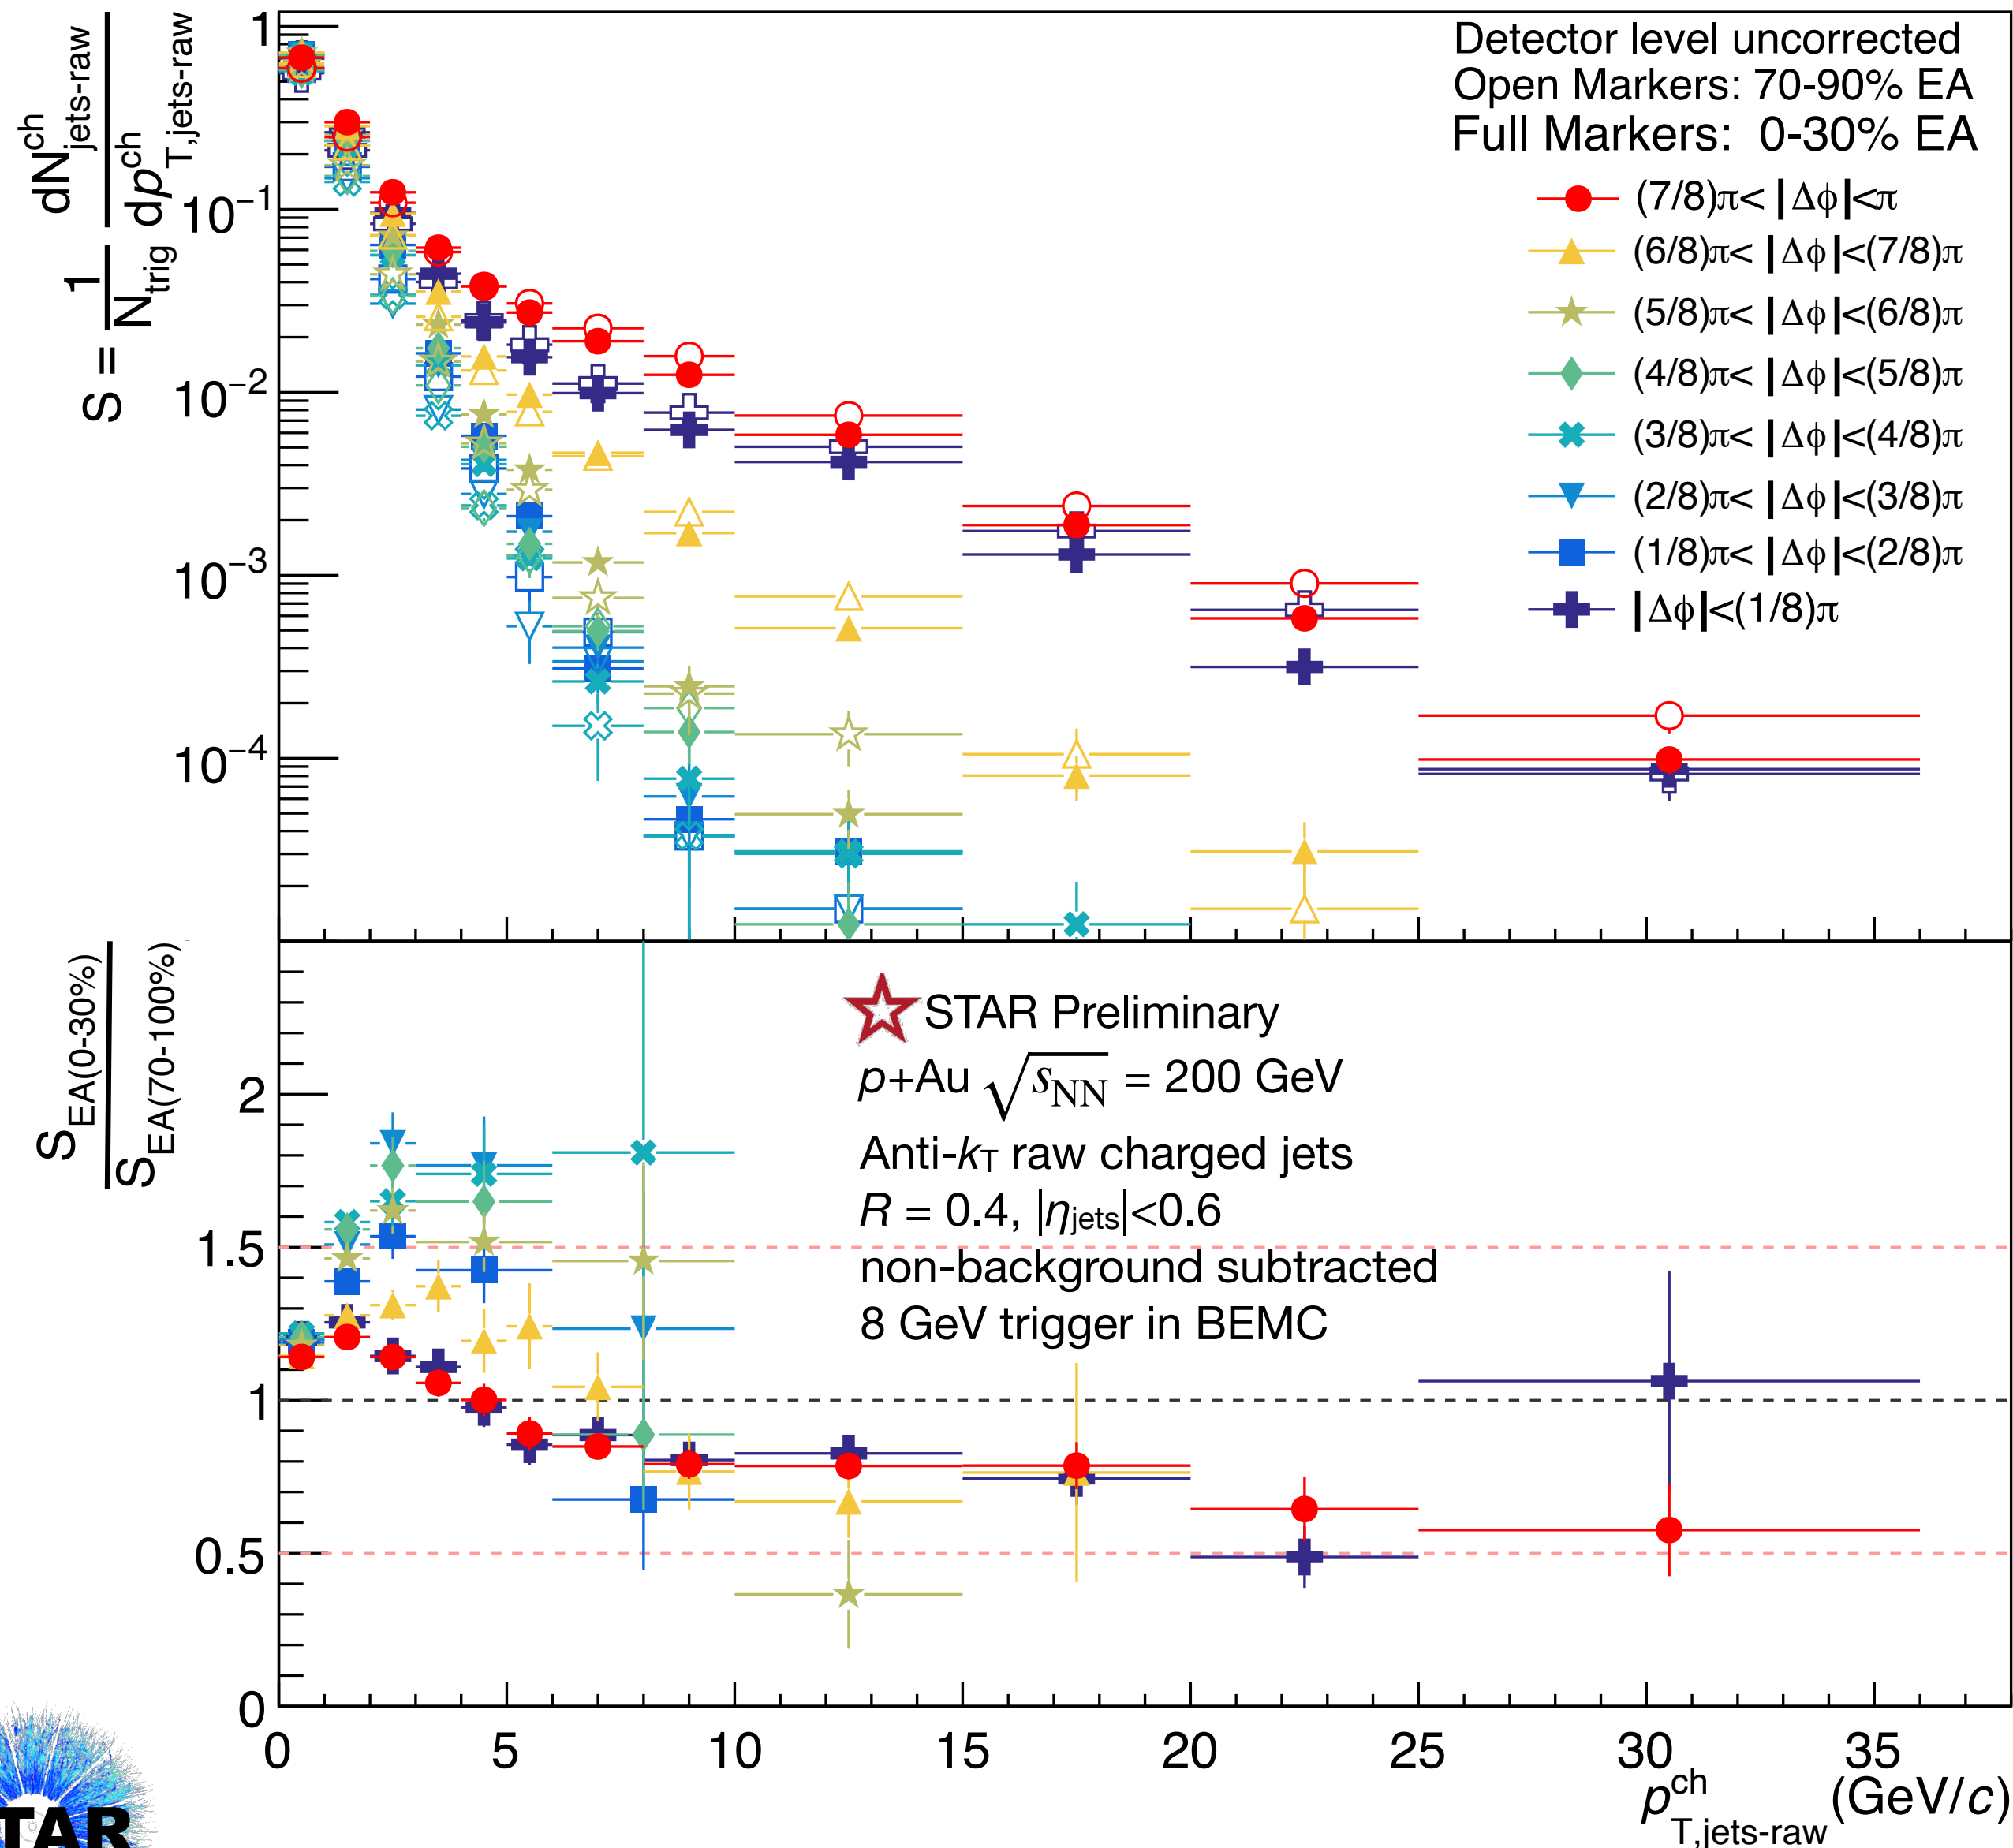 S = 1/N_trig dN^ch_jets-raw/dp^ch_T,jets-raw
1
10^−1
10^−2
10^−3
10^−4
Detector level uncorrected
Open Markers: 70-90% EA
Full Markers: 0-30% EA
(7/8)π< |Δϕ|<π
(6/8)π< |Δϕ|<(7/8)π
(5/8)π< |Δϕ|<(6/8)π
(4/8)π< |Δϕ|<(5/8)π
(3/8)π< |Δϕ|<(4/8)π
(2/8)π< |Δϕ|<(3/8)π
(1/8)π< |Δϕ|<(2/8)π
|Δϕ|<(1/8)π
S_EA(0-30%)
S_EA(70-100%)
2
1.5
1
0.5
0
STAR Preliminary
p+Au √s_NN = 200 GeV
Anti-k_T raw charged jets
R = 0.4, |η_jets|<0.6
non-background subtracted
8 GeV trigger in BEMC
0 5 10 15 20 25 30 35
p^ch_T,jets-raw (GeV/c)
TAR